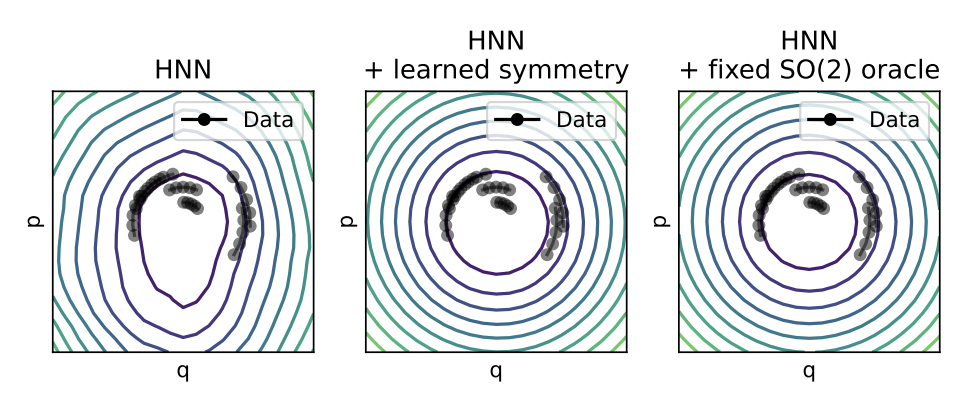 HNN
HNN
+ learned symmetry
HNN
+ fixed SO(2) oracle
Data
Data
Data
p
p
p
q
q
q